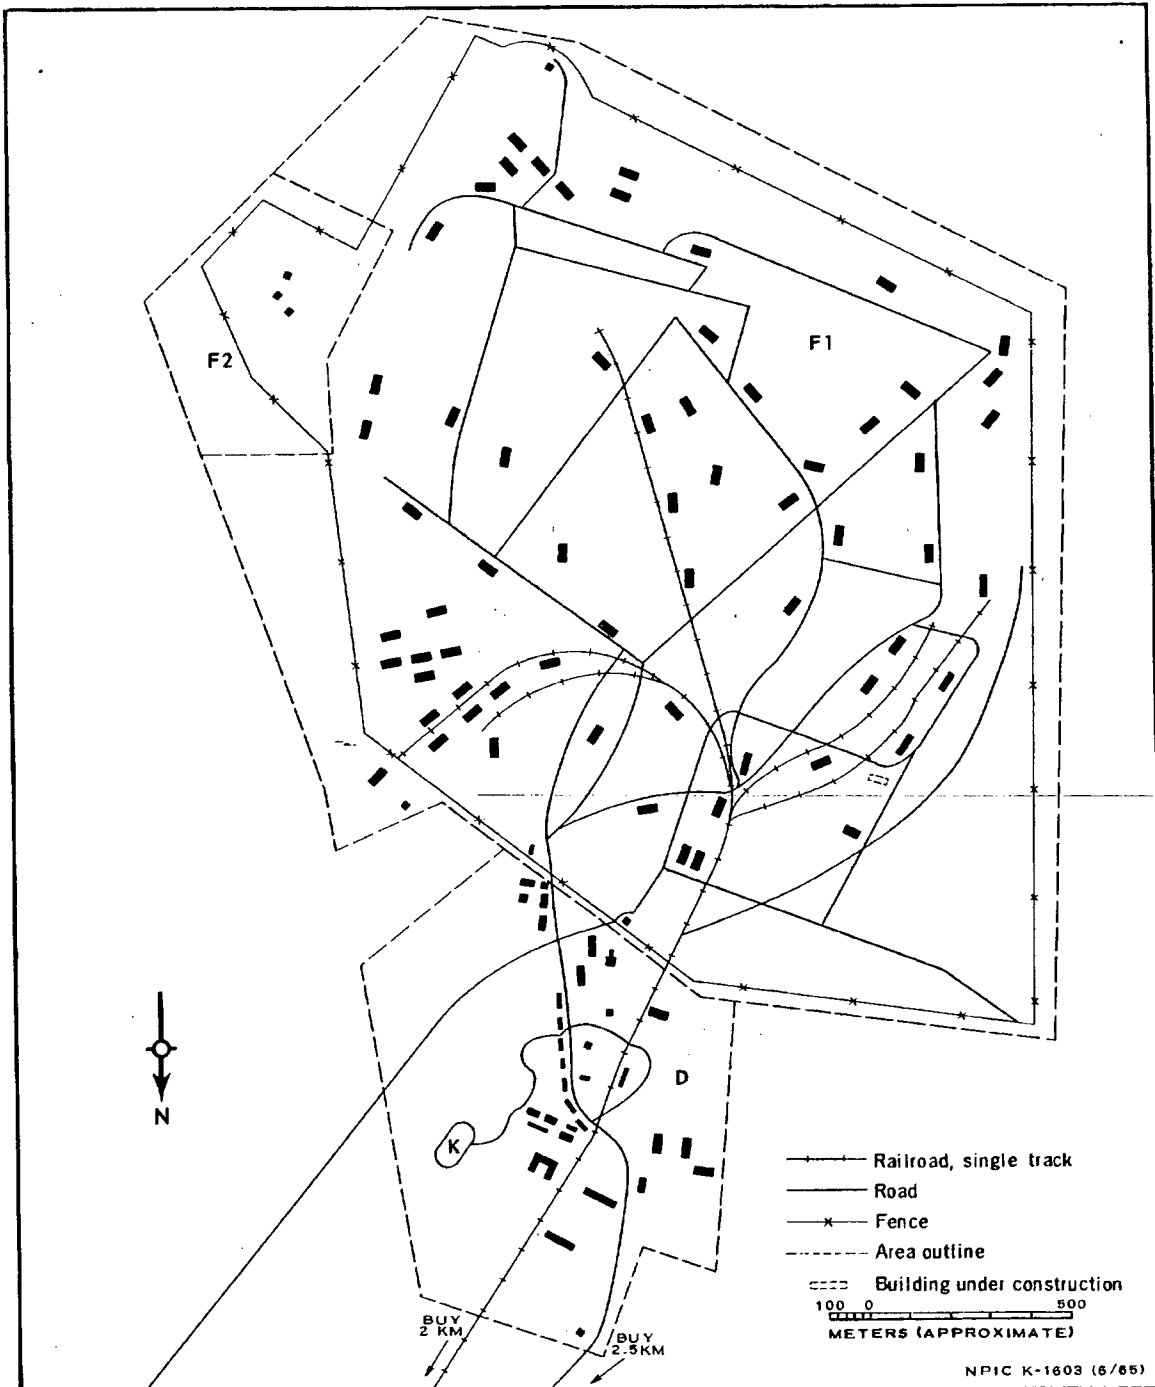 F1
F2
N
K
D
Railroad, single track
Road
Fence
Area outline
Building under construction
100 0 500
METERS (APPROXIMATE)
BUY
2 KM
BUY
2.5KM
NPIC K-1603 (6/65)